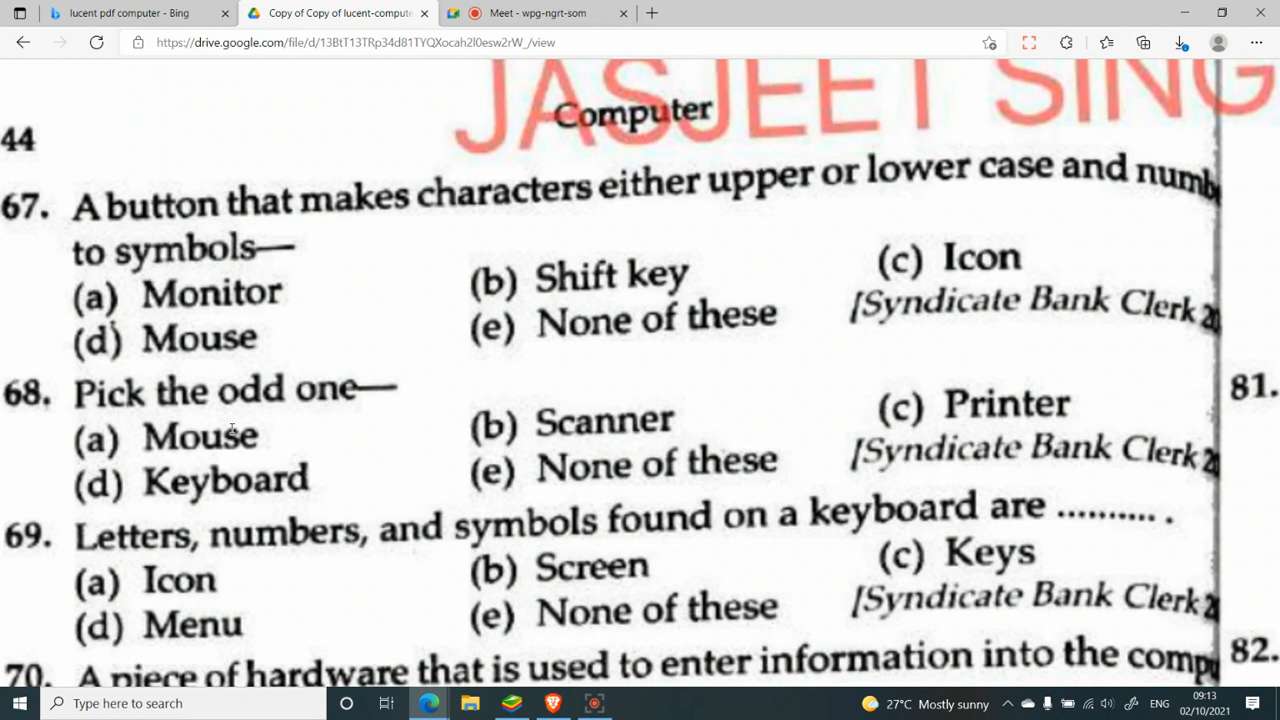 lucent pdf computer - Bing
Copy of Copy of lucent-compute
Meet - wpg-ngrt-som
https://drive.google.com/file/d/13BtT13TRp34d81TYQXocah2l0esw2rW_/view
JASJEET SING
Computer
44
67. A button that makes characters either upper or lower case and numb
to symbols—
(a) Monitor (b) Shift key (c) Icon
(d) Mouse (e) None of these [Syndicate Bank Clerk
68. Pick the odd one—
(a) Mouse (b) Scanner (c) Printer
(d) Keyboard (e) None of these [Syndicate Bank Clerk
81.
69. Letters, numbers, and symbols found on a keyboard are .......... .
(a) Icon (b) Screen (c) Keys
(d) Menu (e) None of these [Syndicate Bank Clerk
70. A piece of hardware that is used to enter information into the comp
82.
Type here to search
27°C Mostly sunny
ENG
09:13
02/10/2021